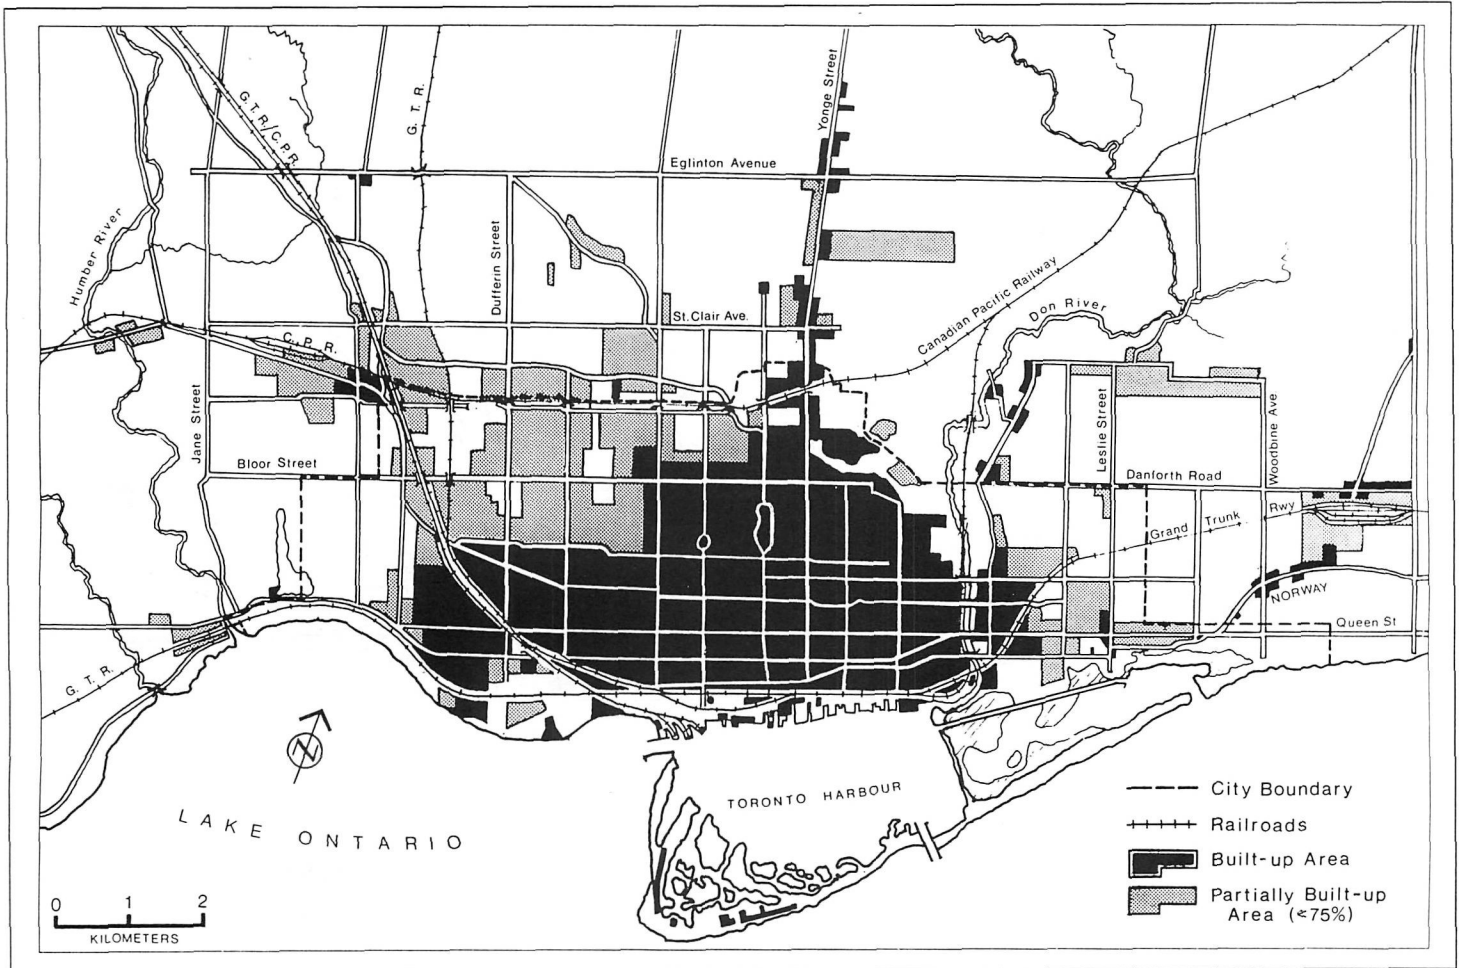 G. T. R./C. P. R.
G. T. R.
Yonge Street
Eglinton Avenue
Humber River
Dufferin Street
St. Clair Ave.
Canadian Pacific Railway
Don River
C. P. R.
Jane Street
Bloor Street
Leslie Street
Danforth Road
Woodbine Ave
Grand Trunk Rwy
NORWAY
Queen St
G. T. R.
N
LAKE ONTARIO
TORONTO HARBOUR
City Boundary
Railroads
Built-up Area
Partially Built-up
Area (≤75%)
0 1 2
KILOMETERS